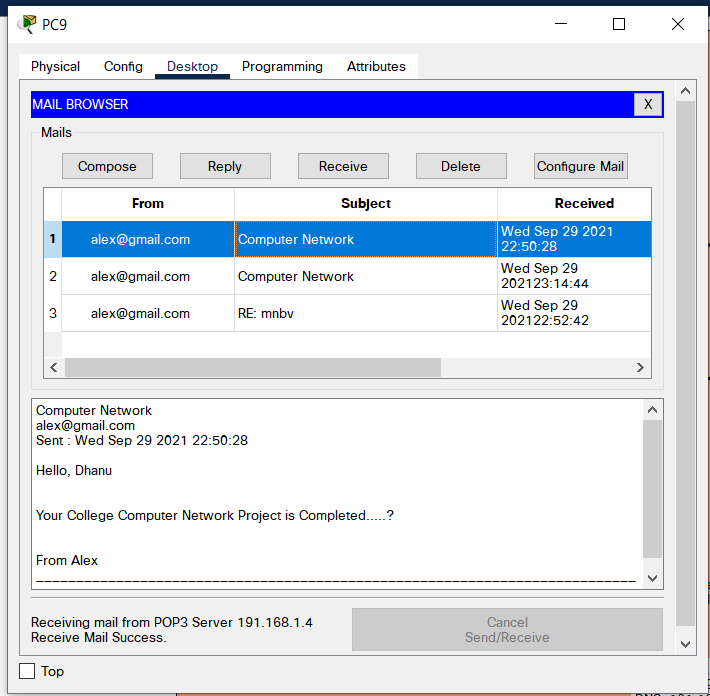 PC9
Physical Config Desktop Programming Attributes
MAIL BROWSER X
Mails
Compose Reply Receive Delete Configure Mail
From Subject Received
1 alex@gmail.com Computer Network Wed Sep 29 2021
22:50:28
2 alex@gmail.com Computer Network Wed Sep 29
202123:14:44
3 alex@gmail.com RE: mnbv Wed Sep 29
202122:52:42
Computer Network
alex@gmail.com
Sent : Wed Sep 29 2021 22:50:28
Hello, Dhanu
Your College Computer Network Project is Completed.....?
From Alex
Receiving mail from POP3 Server 191.168.1.4
Receive Mail Success.
Cancel
Send/Receive
Top